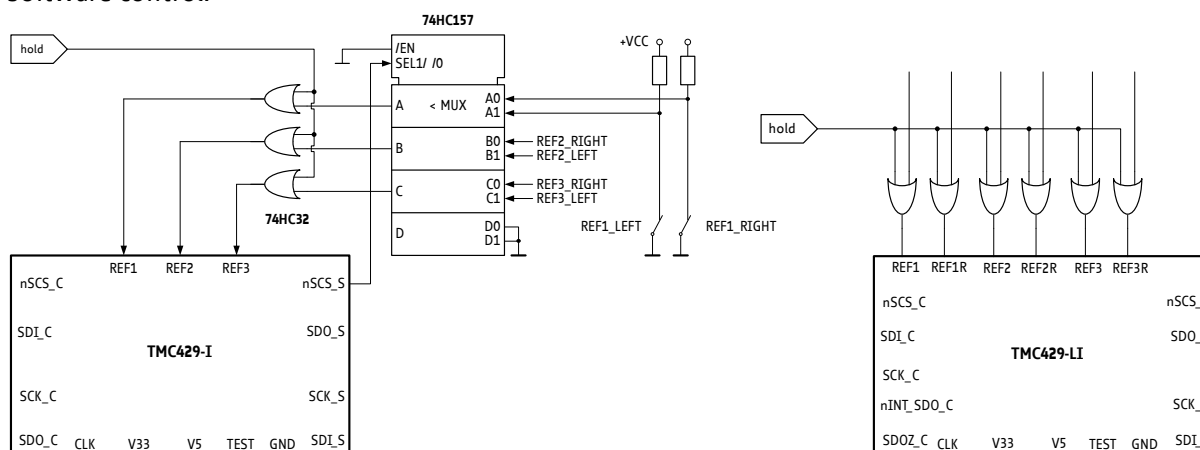 74HC157
hold
/EN
SEL1/ /0
+VCC
A
< MUX
A0
A1
B
B0
REF2_RIGHT
B1
REF2_LEFT
C
C0
REF3_RIGHT
C1
REF3_LEFT
74HC32
D
D0
D1
REF1_LEFT
REF1_RIGHT
REF1
REF2
REF3
nSCS_C
nSCS_S
SDI_C
SDO_S
TMC429-I
SCK_C
SCK_S
SDO_C
CLK
V33
V5
TEST
GND
SDI_S
hold
REF1
REF1R
REF2
REF2R
REF3
REF3R
nSCS_C
nSCS_
SDI_C
SDO_
TMC429-LI
SCK_C
nINT_SDO_C
SCK_
SDOZ_C
CLK
V33
V5
TEST
GND
SDI_